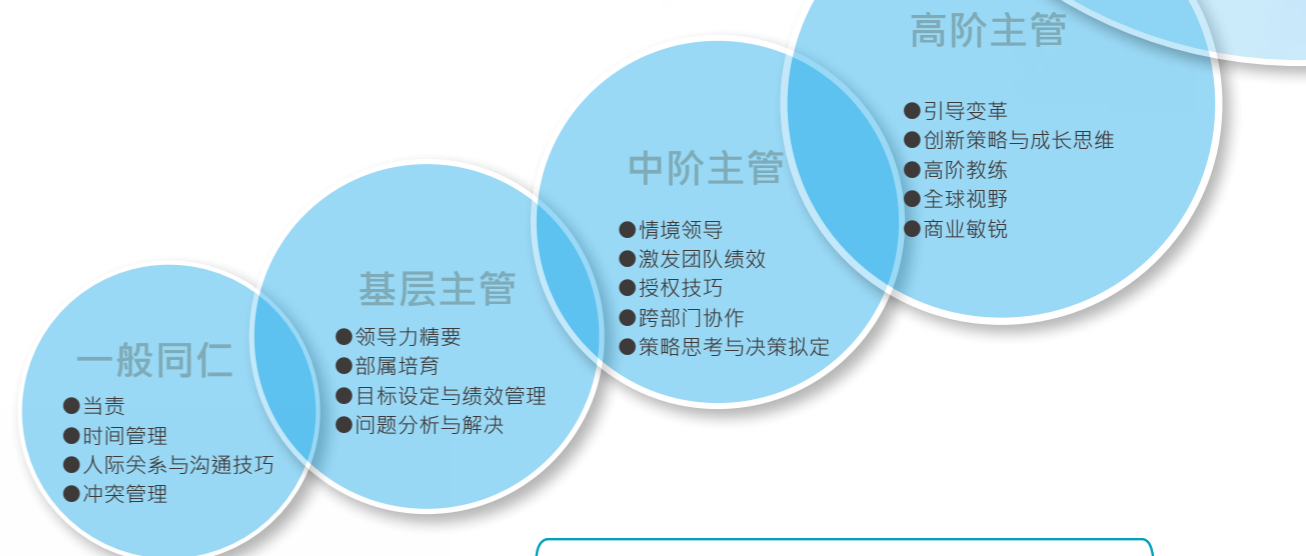 高阶主管
●引导变革
●创新策略与成长思维
●高阶教练
●全球视野
●商业敏锐
中阶主管
●情境领导
●激发团队绩效
●授权技巧
●跨部门协作
●策略思考与决策拟定
基层主管
●领导力精要
●部属培育
●目标设定与绩效管理
●问题分析与解决
一般同仁
●当责
●时间管理
●人际关系与沟通技巧
●冲突管理